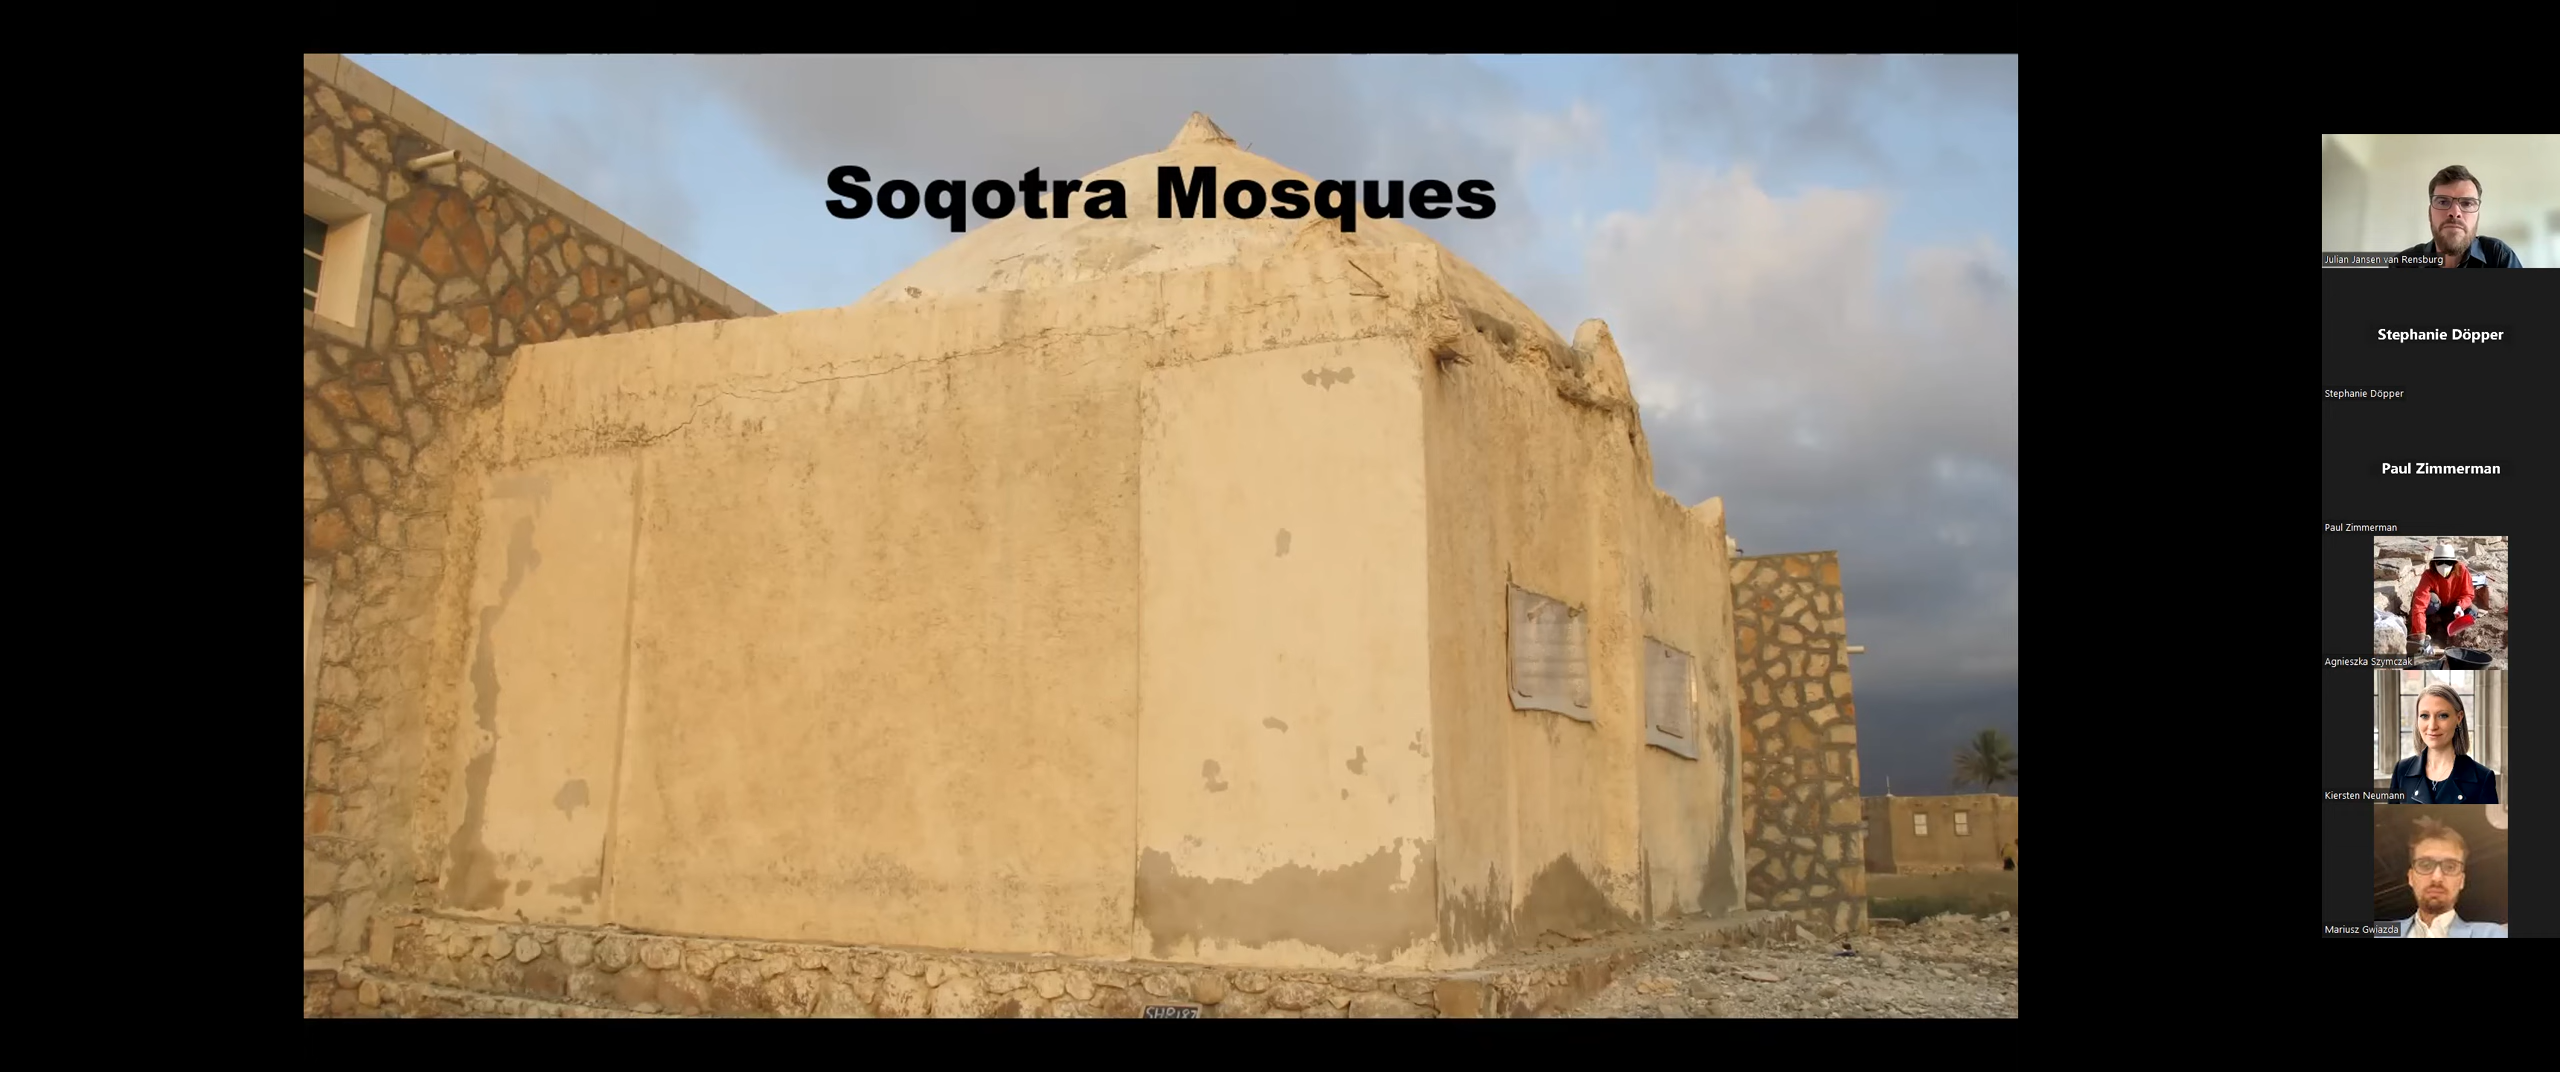 Soqotra Mosques
SHP187
Julian Jansen van Rensburg
Stephanie Döpper
Stephanie Döpper
Paul Zimmerman
Paul Zimmerman
Agnieszka Szymczak
Kiersten Neumann
Mariusz Gwiazda